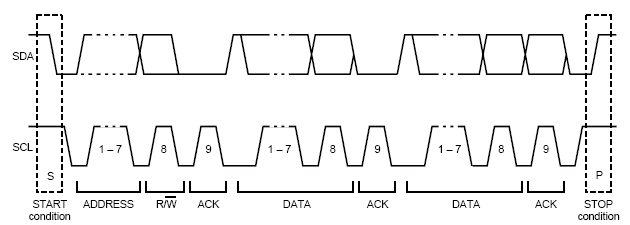 SDA
SCL
1 – 7 8 9 1 – 7 8 9 1 – 7 8 9
S P
START condition ADDRESS R/W̅ ACK DATA ACK DATA ACK STOP condition